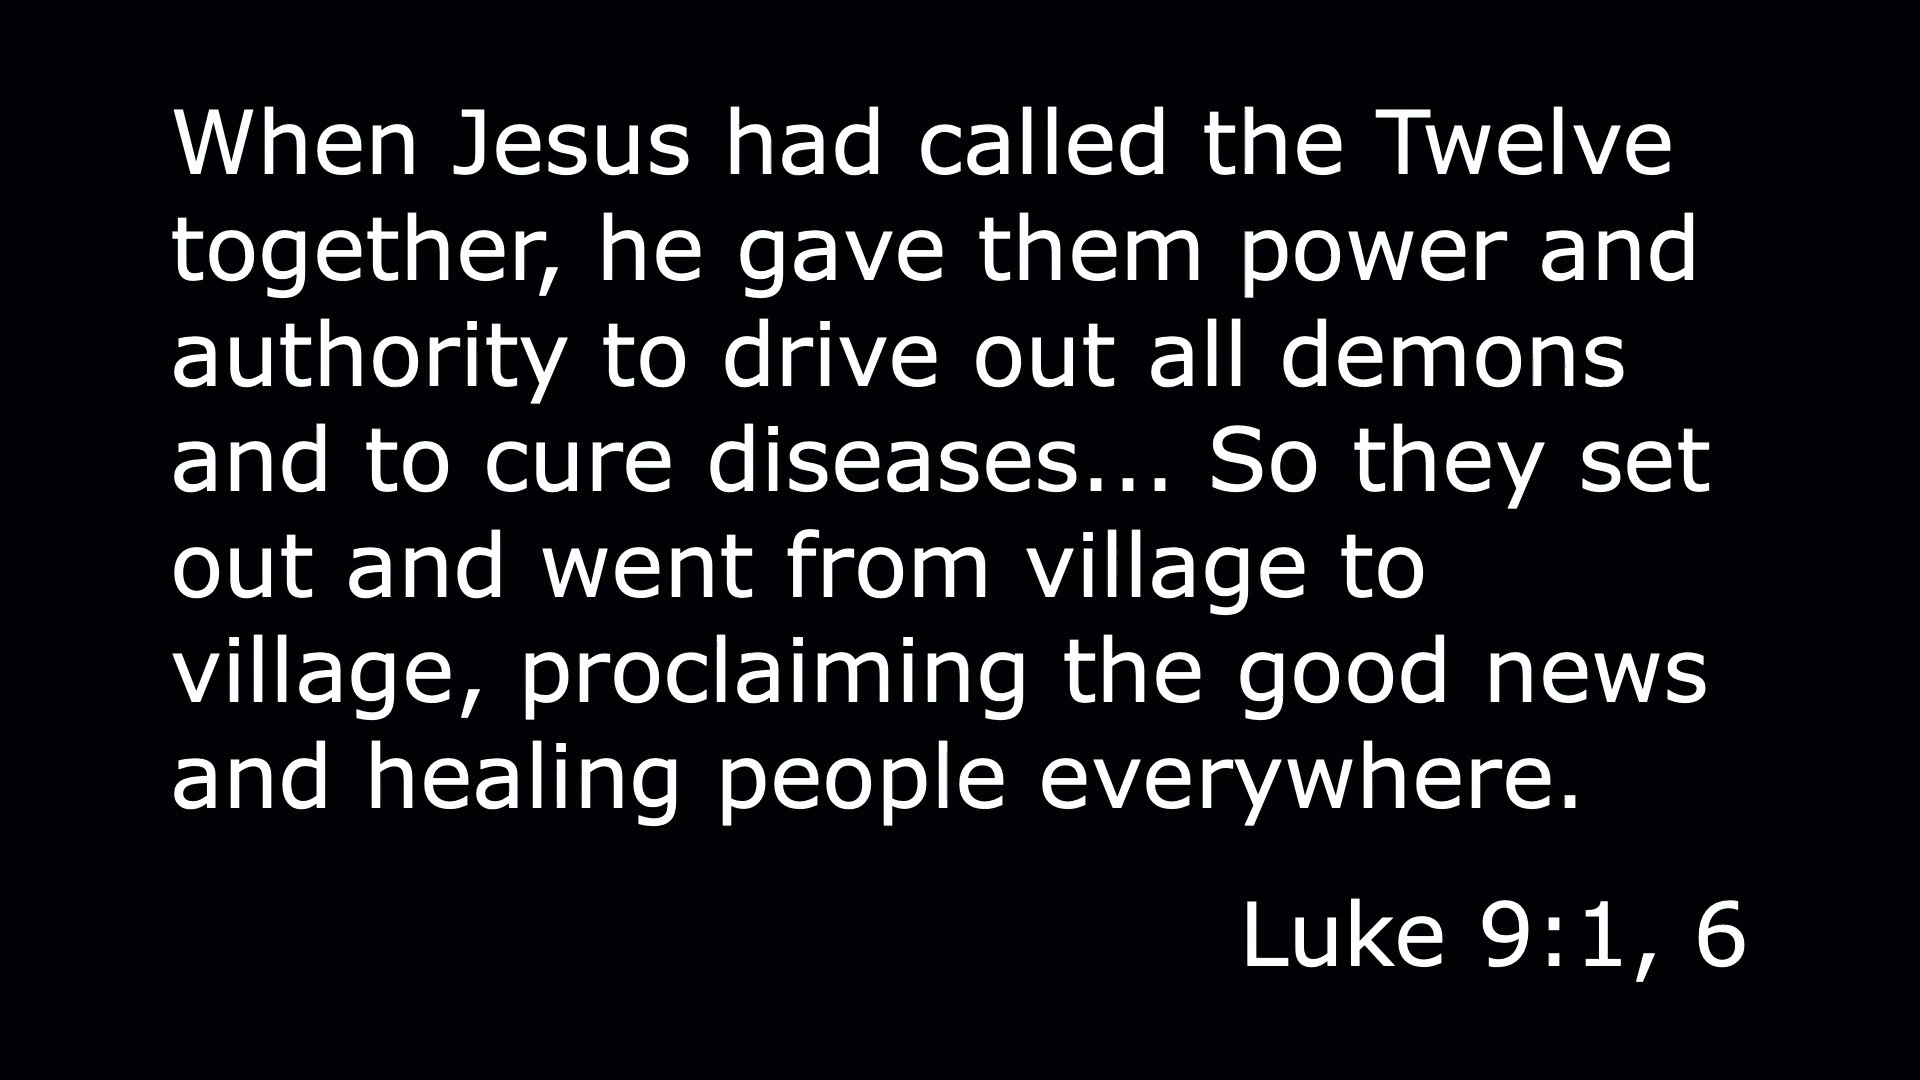 When Jesus had called the Twelve
together, he gave them power and
authority to drive out all demons
and to cure diseases... So they set
out and went from village to
village, proclaiming the good news
and healing people everywhere.
Luke 9:1, 6